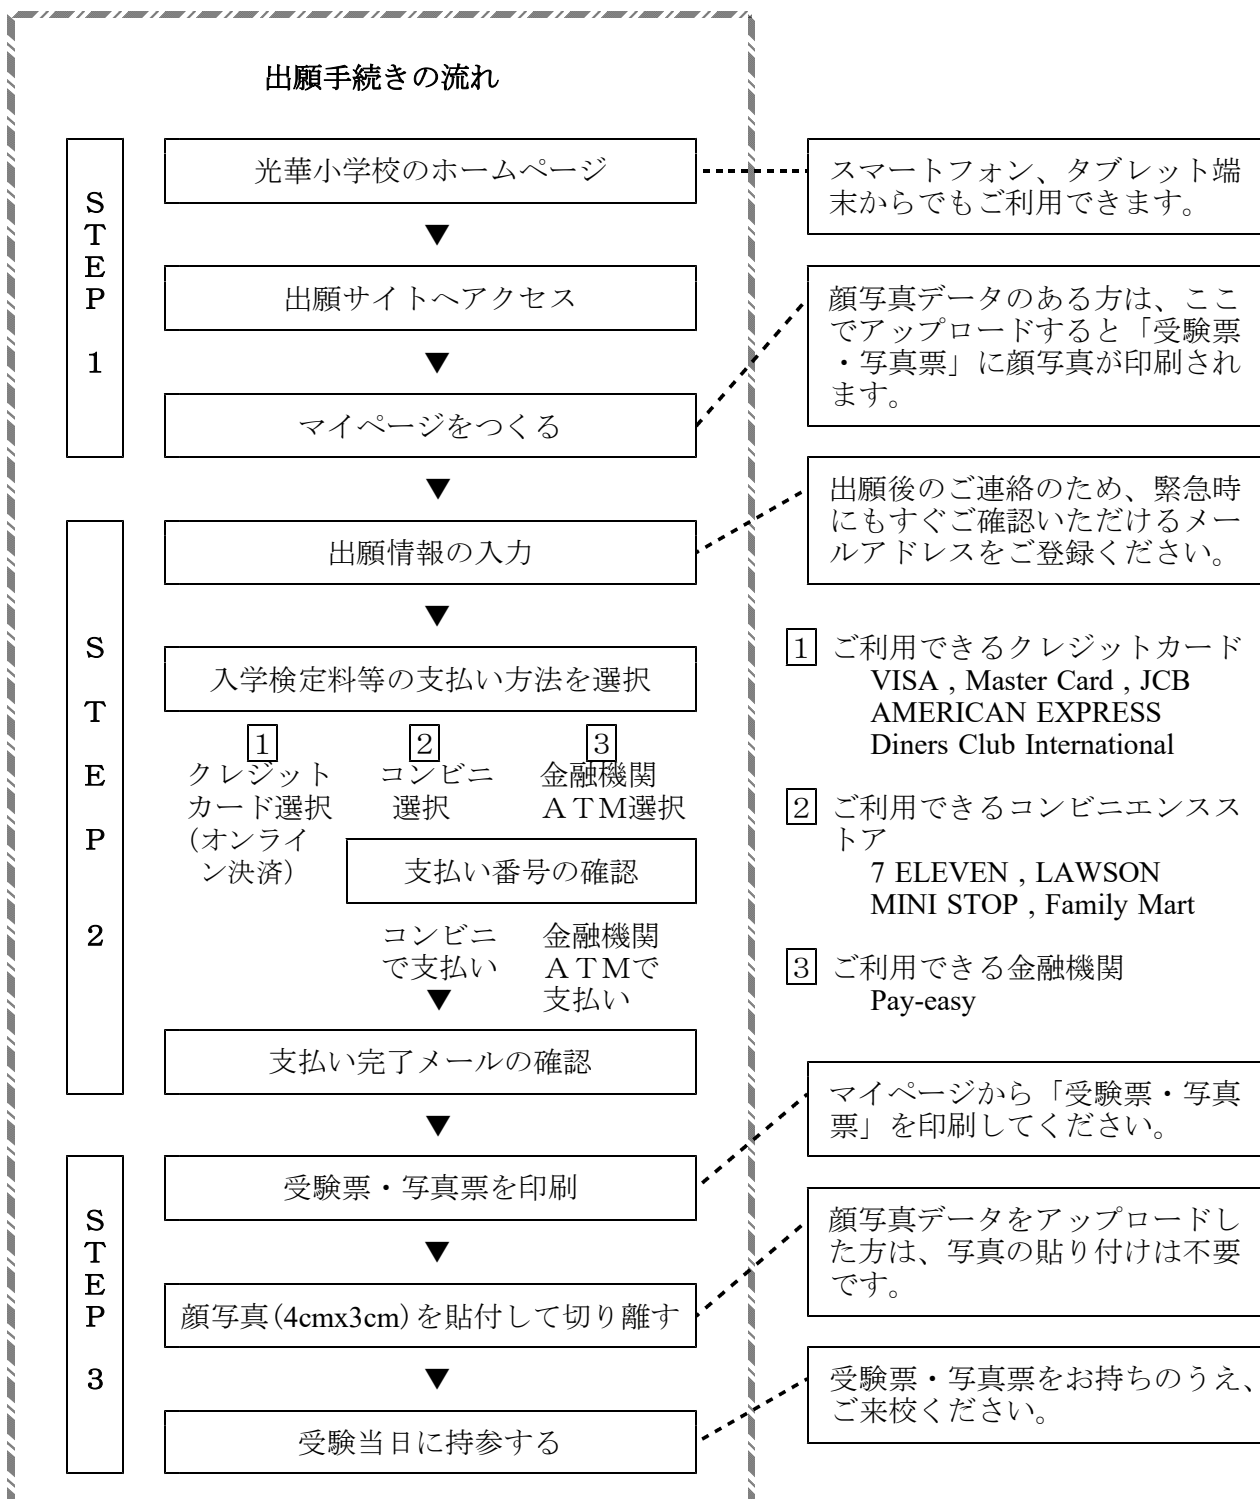 出願手続きの流れ
STEP 1
光華小学校のホームページ
スマートフォン、タブレット端
末からでもご利用できます。
▼
出願サイトへアクセス
▼
マイページをつくる
顔写真データのある方は、ここ
でアップロードすると「受験票
・写真票」に顔写真が印刷され
ます。
▼
STEP 2
出願情報の入力
出願後のご連絡のため、緊急時
にもすぐご確認いただけるメー
ルアドレスをご登録ください。
▼
入学検定料等の支払い方法を選択
1
クレジット
カード選択
(オンライ
ン決済)
2
コンビニ
選択
3
金融機関
ATM選択
支払い番号の確認
コンビニ
で支払い
金融機関
ATMで
支払い
▼
支払い完了メールの確認
1 ご利用できるクレジットカード
VISA , Master Card , JCB
AMERICAN EXPRESS
Diners Club International
2 ご利用できるコンビニエンスス
トア
7 ELEVEN , LAWSON
MINI STOP , Family Mart
3 ご利用できる金融機関
Pay-easy
▼
STEP 3
受験票・写真票を印刷
マイページから「受験票・写真
票」を印刷してください。
▼
顔写真(4cmx3cm)を貼付して切り離す
顔写真データをアップロードし
た方は、写真の貼り付けは不要
です。
▼
受験当日に持参する
受験票・写真票をお持ちのうえ、
ご来校ください。